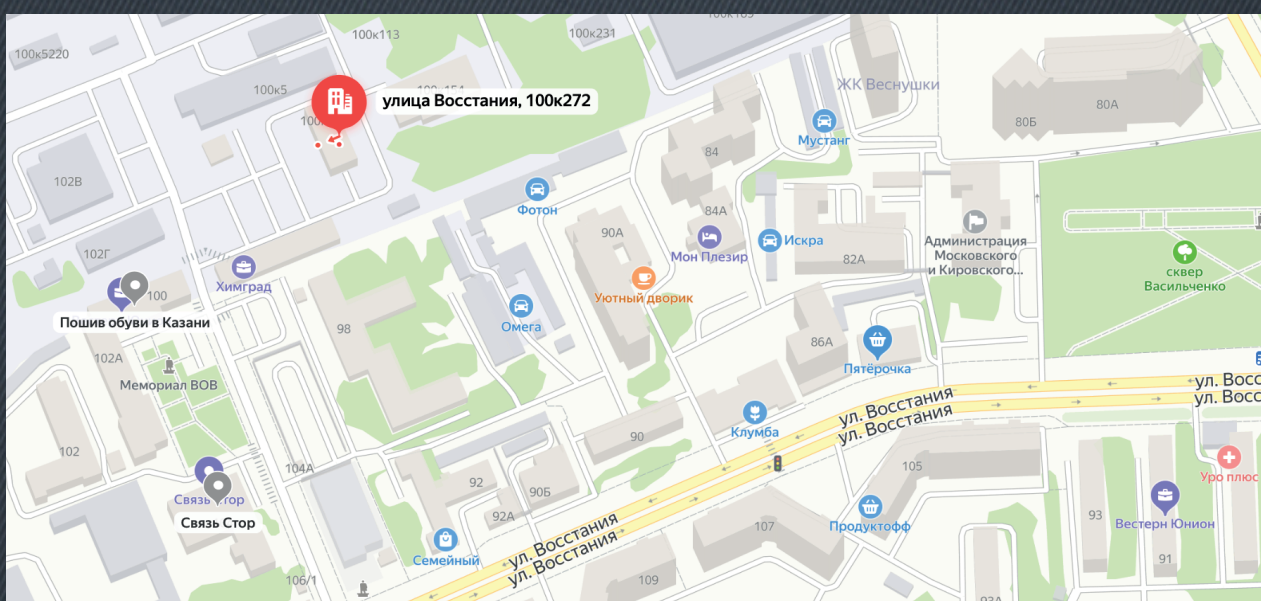 100к5220
100к113
100к231
100к5
улица Восстания, 100к272
ЖК Веснушки
80А
80Б
Мустанг
84
102В
84А
Фотон
90А
Мон Плезир
Искра
82А
Администрация
Московского
и Кировского...
сквер
Васильченко
102Г
Химград
100
Уютный дворик
Пошив обуви в Казани
Омега
98
86А
Пятёрочка
102А
Мемориал ВОВ
ул. Восстания
ул. Восстания
Клумба
90
102
104А
92
90Б
105
Уро плюс
Связь Стор
92А
Связь Стор
93
Вестерн Юнион
107
Продуктофф
Семейный
ул. Восстания
ул. Восстания
91
106/1
109
93А